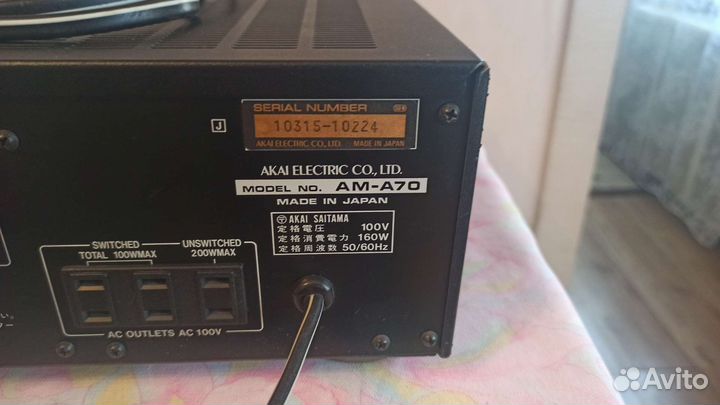 SERIAL NUMBER
10315-10224
AKAI ELECTRIC CO., LTD. MADE IN JAPAN
J
AKAI ELECTRIC CO., LTD.
MODEL NO. AM-A70
MADE IN JAPAN
〒 AKAI SAITAMA
定格電圧 100V
定格消費電力 160W
定格周波数 50/60Hz
SWITCHED UNSWITCHED
TOTAL 100WMAX 200WMAX
AC OUTLETS AC 100V
Avito